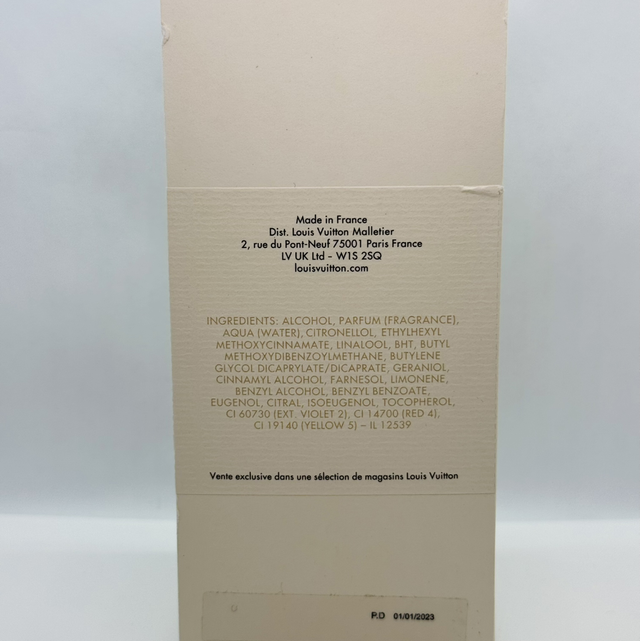 Made in France
Dist. Louis Vuitton Malletier
2, rue du Pont-Neuf 75001 Paris France
LV UK Ltd – W1S 2SQ
louisvuitton.com
INGREDIENTS: ALCOHOL, PARFUM (FRAGRANCE),
AQUA (WATER), CITRONELLOL, ETHYLHEXYL
METHOXYCINNAMATE, LINALOOL, BHT, BUTYL
METHOXYDIBENZOYLMETHANE, BUTYLENE
GLYCOL DICAPRYLATE/DICAPRATE, GERANIOL,
CINNAMYL ALCOHOL, FARNESOL, LIMONENE,
BENZYL ALCOHOL, BENZYL BENZOATE,
EUGENOL, CITRAL, ISOEUGENOL, TOCOPHEROL,
CI 60730 (EXT. VIOLET 2), CI 14700 (RED 4),
CI 19140 (YELLOW 5) – IL 12539
Vente exclusive dans une sélection de magasins Louis Vuitton
P.D 01/01/2023